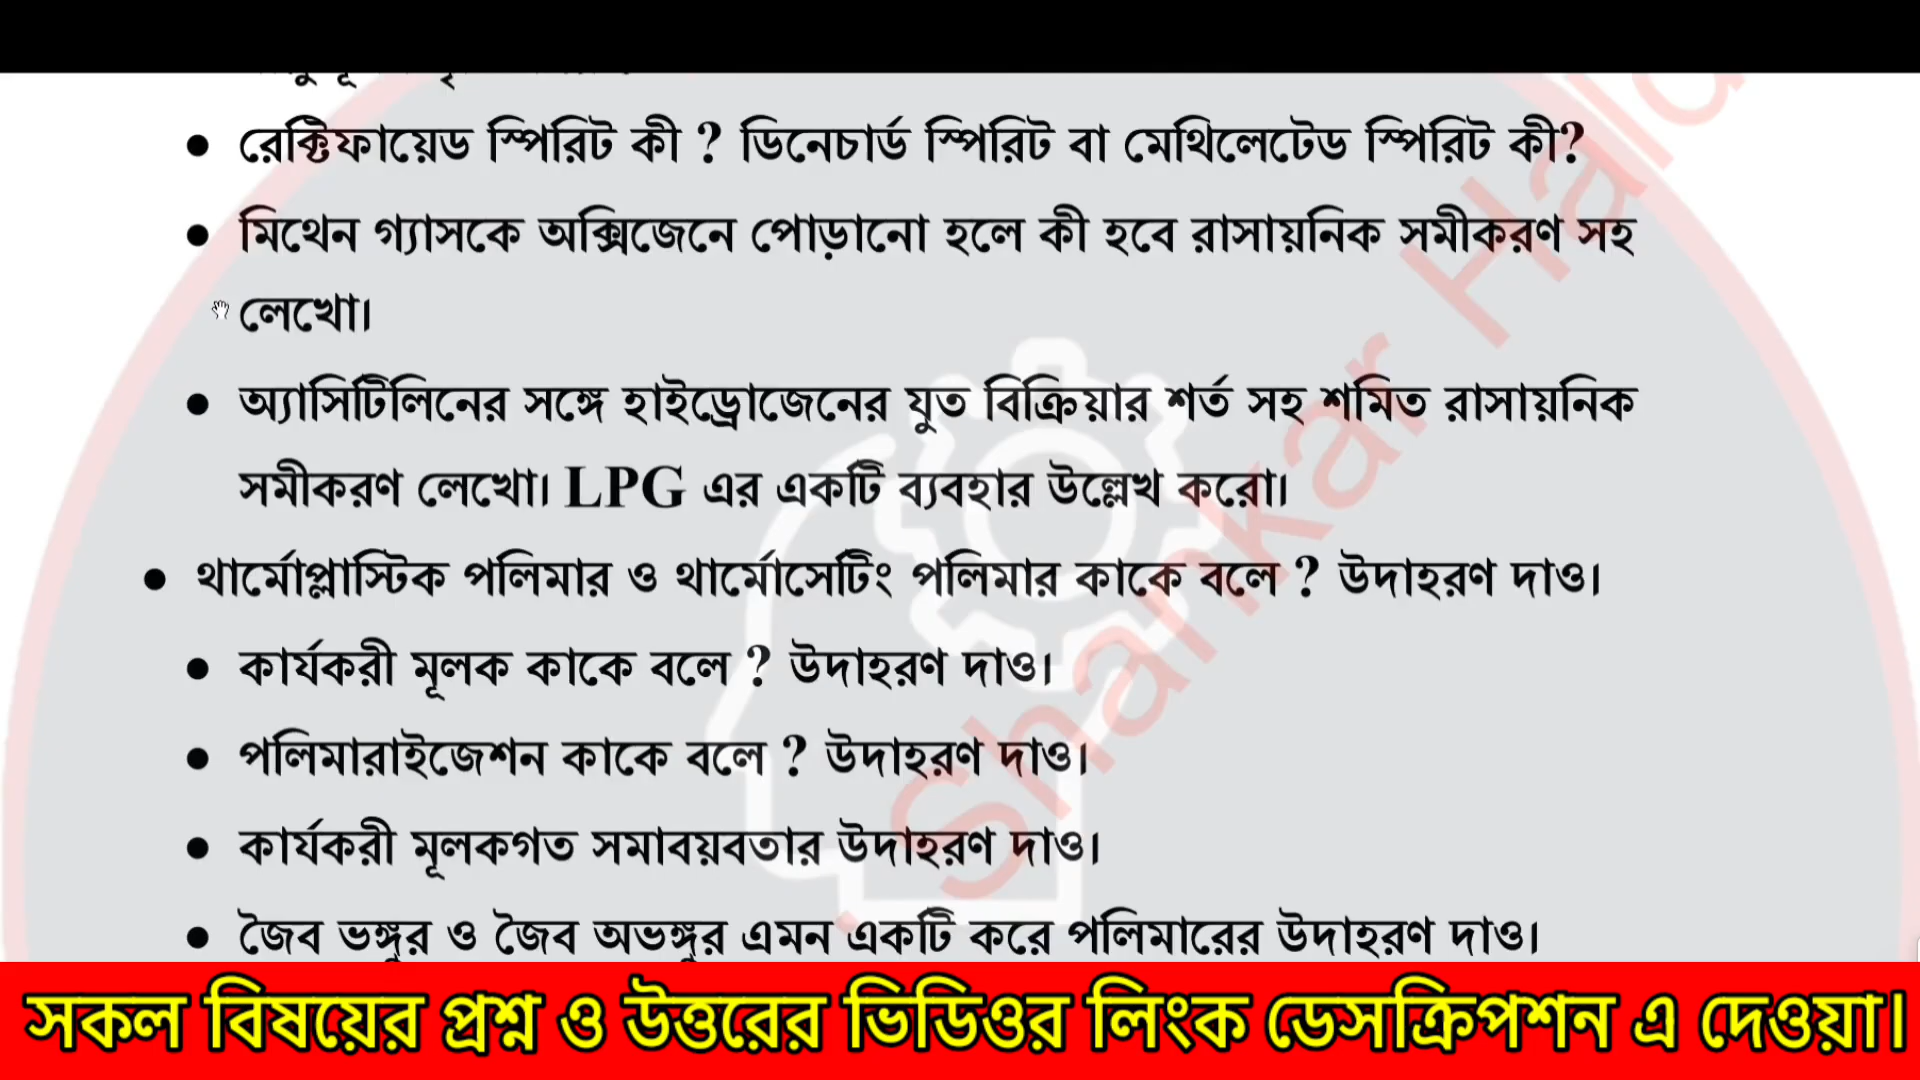 ● রেক্টিফায়েড স্পিরিট কী ? ডিনেচার্ড স্পিরিট বা মেথিলেটেড স্পিরিট কী?
● মিথেন গ্যাসকে অক্সিজেনে পোড়ানো হলে কী হবে রাসায়নিক সমীকরণ সহ
লেখো।
● অ্যাসিটিলিনের সঙ্গে হাইড্রোজেনের যুত বিক্রিয়ার শর্ত সহ শমিত রাসায়নিক
সমীকরণ লেখো। LPG এর একটি ব্যবহার উল্লেখ করো।
● থার্মোপ্লাস্টিক পলিমার ও থার্মোসেটিং পলিমার কাকে বলে ? উদাহরণ দাও।
● কার্যকরী মূলক কাকে বলে ? উদাহরণ দাও।
● পলিমারাইজেশন কাকে বলে ? উদাহরণ দাও।
● কার্যকরী মূলকগত সমাবয়বতার উদাহরণ দাও।
● জৈব ভঙ্গুর ও জৈব অভঙ্গুর এমন একটি করে পলিমারের উদাহরণ দাও।
Shankar
সকল বিষয়ের প্রশ্ন ও উত্তরের ভিডিওর লিংক ডেসক্রিপশন এ দেওয়া।